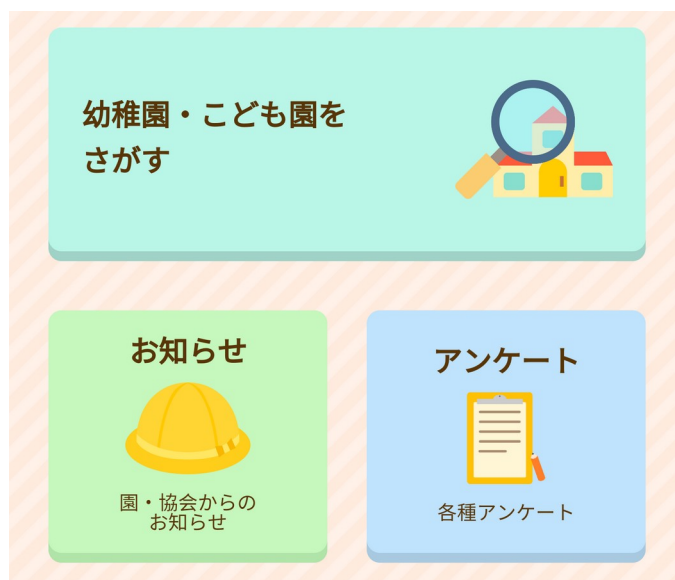 幼稚園・こども園を
さがす
お知らせ
園・協会からの
お知らせ
アンケート
各種アンケート